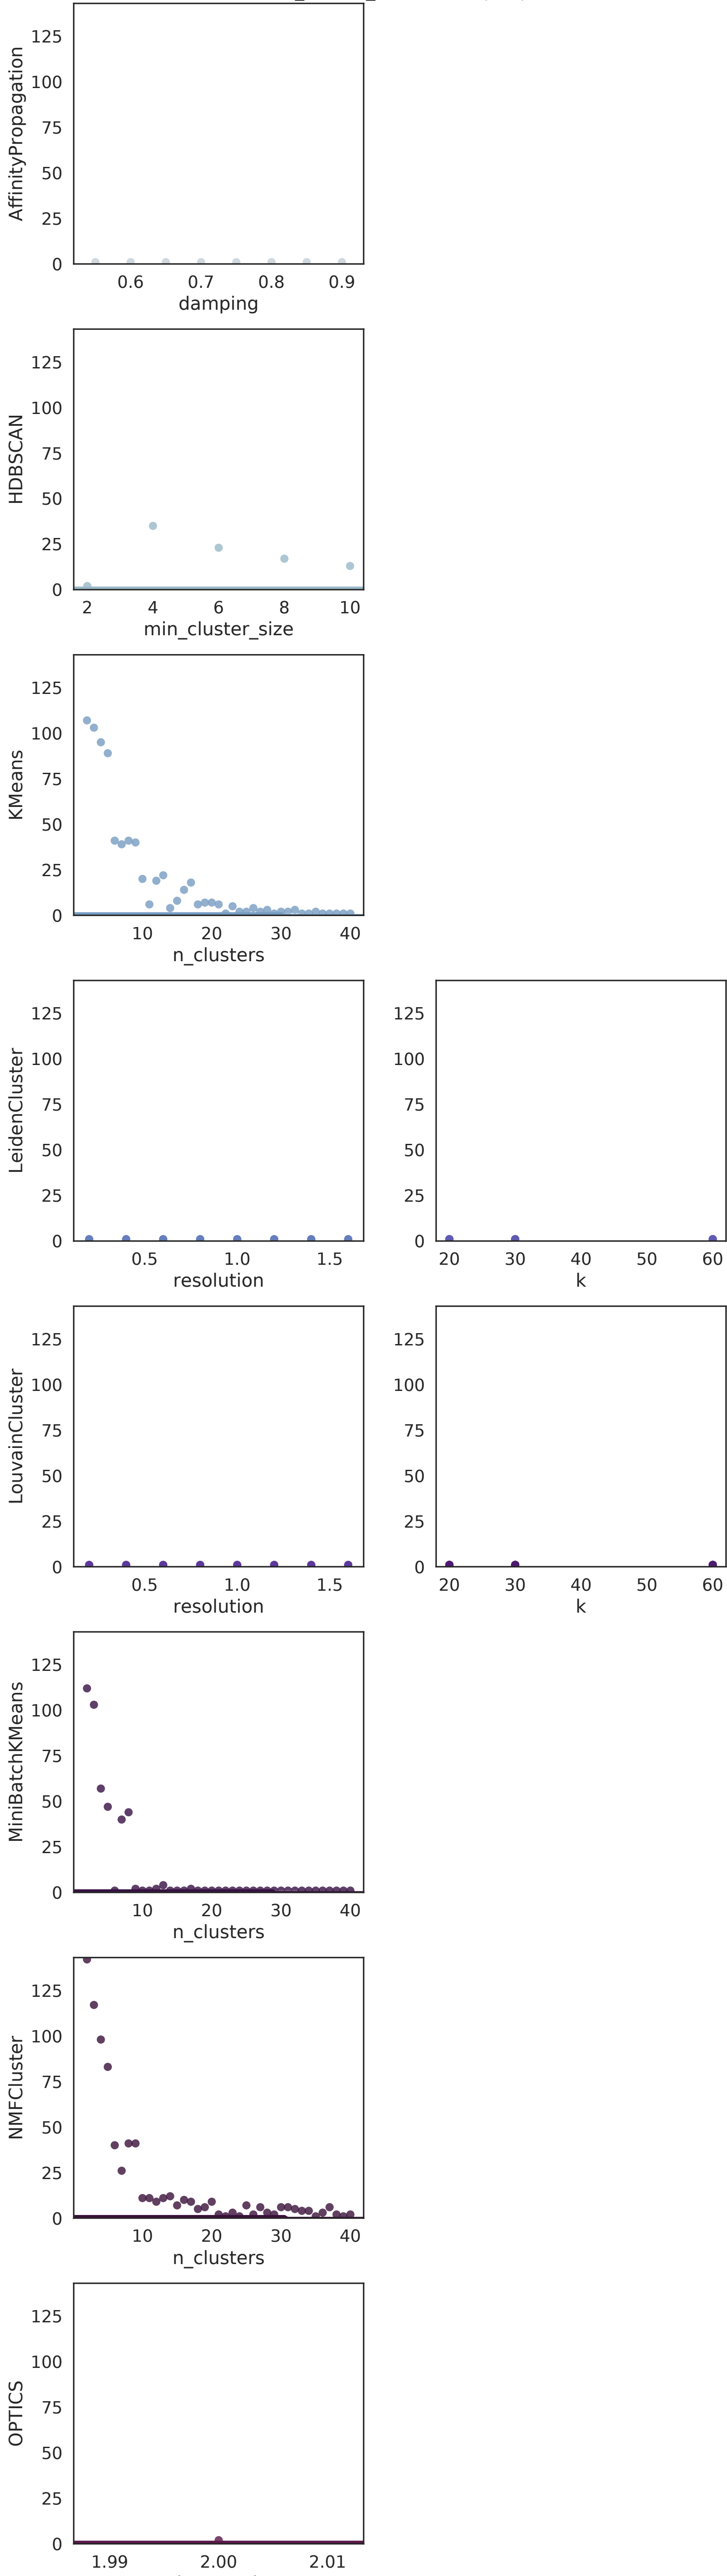 AffinityPropagation
125
100
75
50
25
0
0.6 0.7 0.8 0.9
damping
HDBSCAN
125
100
75
50
25
0
2 4 6 8 10
min_cluster_size
KMeans
125
100
75
50
25
0
10 20 30 40
n_clusters
LeidenCluster
125
100
75
50
25
0
0.5 1.0 1.5
resolution
125
100
75
50
25
0
20 30 40 50 60
k
LouvainCluster
125
100
75
50
25
0
0.5 1.0 1.5
resolution
125
100
75
50
25
0
20 30 40 50 60
k
MiniBatchKMeans
125
100
75
50
25
0
10 20 30 40
n_clusters
NMFCluster
125
100
75
50
25
0
10 20 30 40
n_clusters
OPTICS
125
100
75
50
25
0
1.99 2.00 2.01